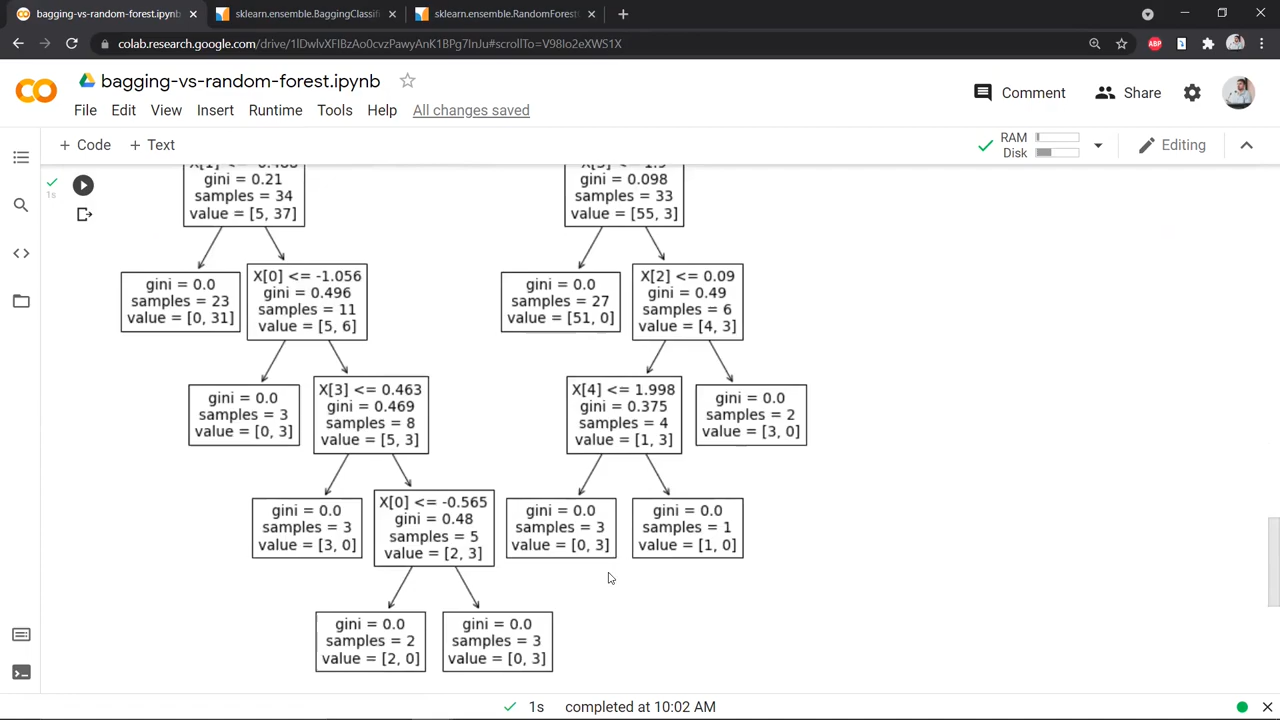 bagging-vs-random-forest.ipynb
sklearn.ensemble.BaggingClassifi
sklearn.ensemble.RandomForest
colab.research.google.com/drive/1lDwlvXFIBzAo0cvzPawyAnK1BPg7InJu#scrollTo=V98Io2eXWS1X
ABP
CO
bagging-vs-random-forest.ipynb
Comment
Share
File Edit View Insert Runtime Tools Help All changes saved
+ Code + Text
RAM
Disk
Editing
1s
gini = 0.21
samples = 34
value = [5, 37]
gini = 0.098
samples = 33
value = [55, 3]
gini = 0.0
samples = 23
value = [0, 31]
X[0] <= -1.056
gini = 0.496
samples = 11
value = [5, 6]
gini = 0.0
samples = 27
value = [51, 0]
X[2] <= 0.09
gini = 0.49
samples = 6
value = [4, 3]
gini = 0.0
samples = 3
value = [0, 3]
X[3] <= 0.463
gini = 0.469
samples = 8
value = [5, 3]
X[4] <= 1.998
gini = 0.375
samples = 4
value = [1, 3]
gini = 0.0
samples = 2
value = [3, 0]
gini = 0.0
samples = 3
value = [3, 0]
X[0] <= -0.565
gini = 0.48
samples = 5
value = [2, 3]
gini = 0.0
samples = 3
value = [0, 3]
gini = 0.0
samples = 1
value = [1, 0]
gini = 0.0
samples = 2
value = [2, 0]
gini = 0.0
samples = 3
value = [0, 3]
1s completed at 10:02 AM